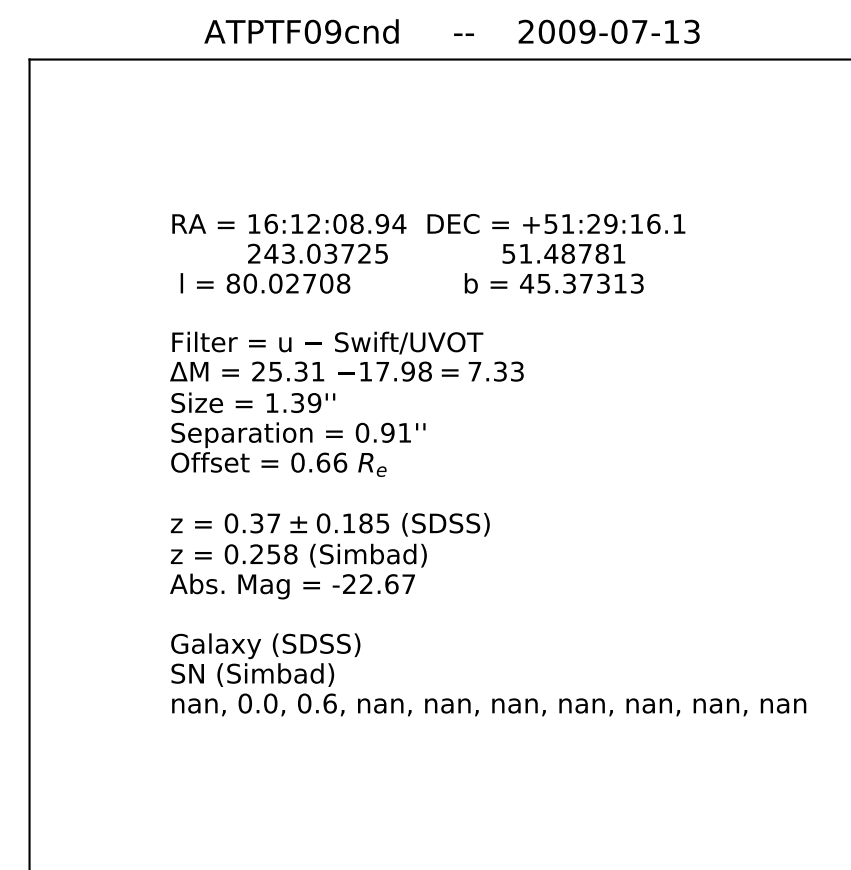 ATPTF09cnd -- 2009-07-13
RA = 16:12:08.94 DEC = +51:29:16.1
243.03725 51.48781
l = 80.02708 b = 45.37313
Filter = u − Swift/UVOT
ΔM = 25.31 −17.98 = 7.33
Size = 1.39''
Separation = 0.91''
Offset = 0.66 Re
z = 0.37 ± 0.185 (SDSS)
z = 0.258 (Simbad)
Abs. Mag = -22.67
Galaxy (SDSS)
SN (Simbad)
nan, 0.0, 0.6, nan, nan, nan, nan, nan, nan, nan